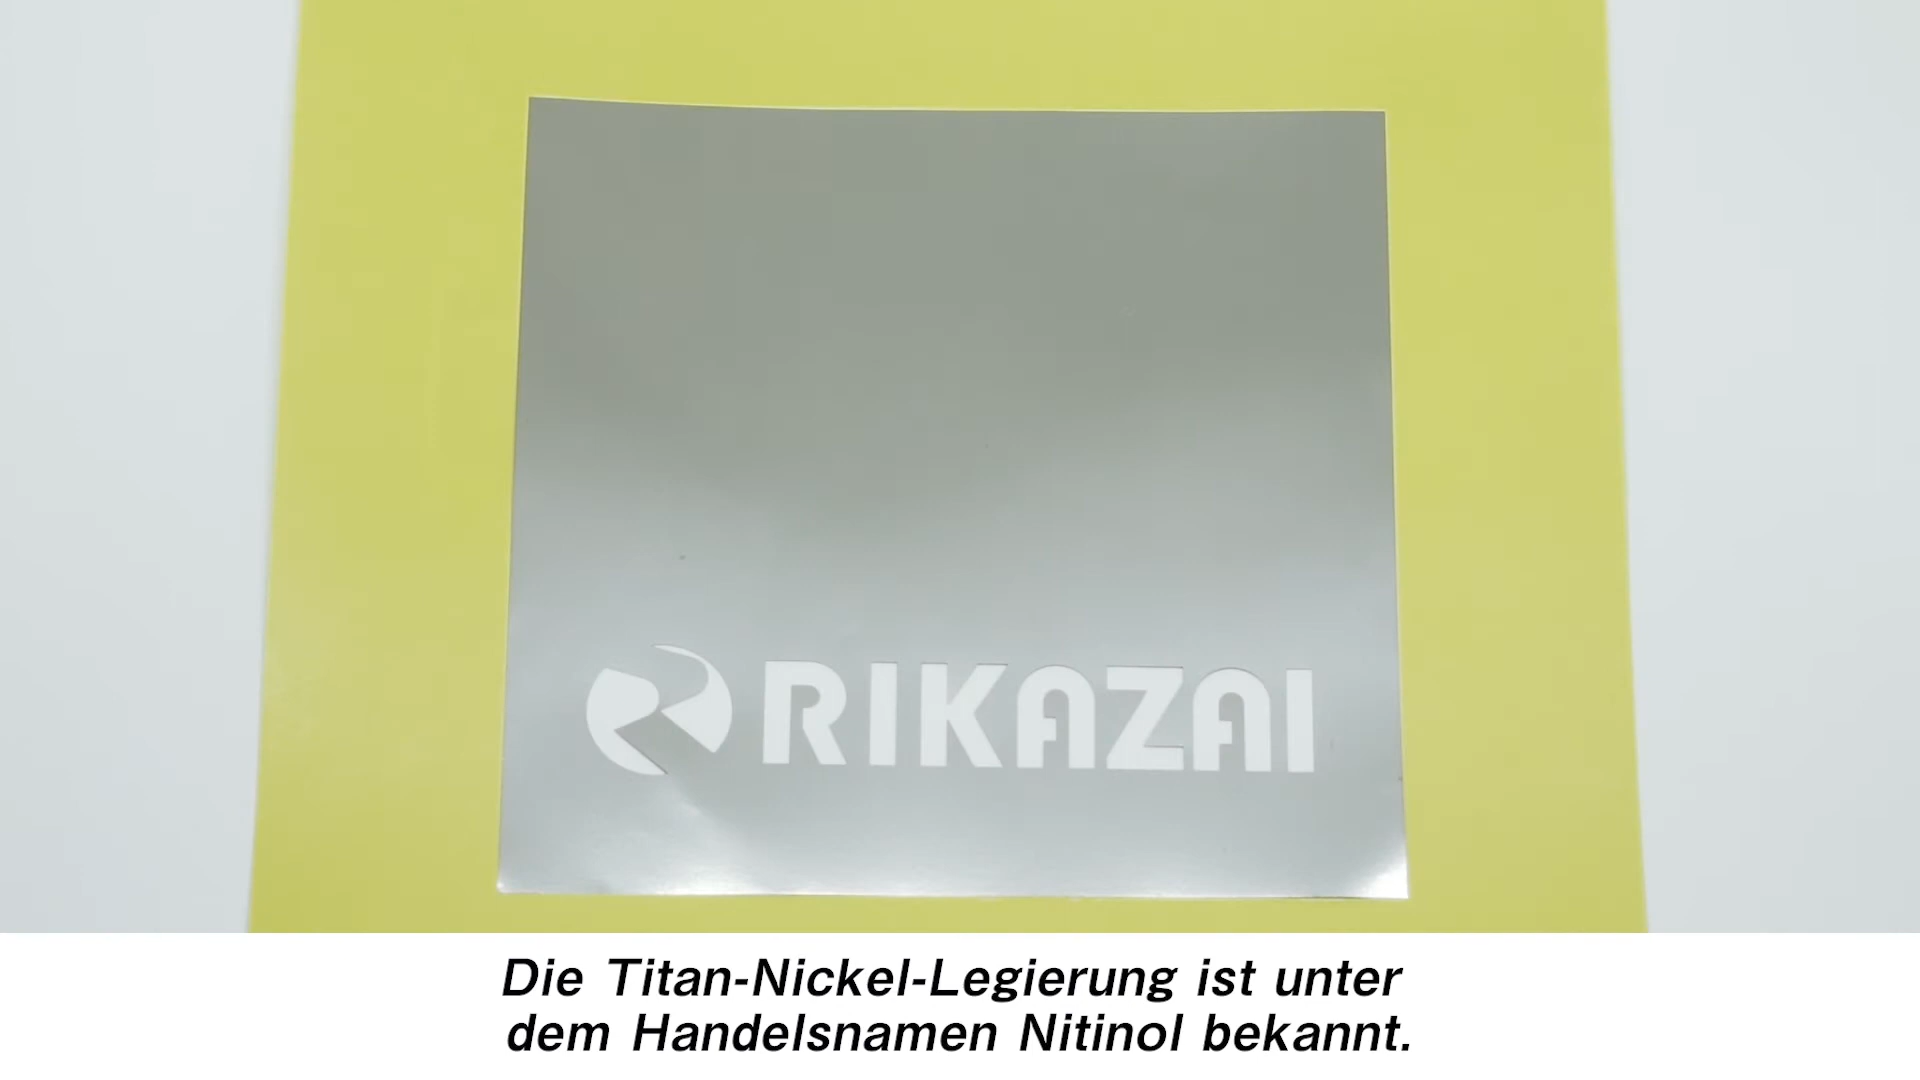 RIKAZAI
Die Titan-Nickel-Legierung ist unter
dem Handelsnamen Nitinol bekannt.